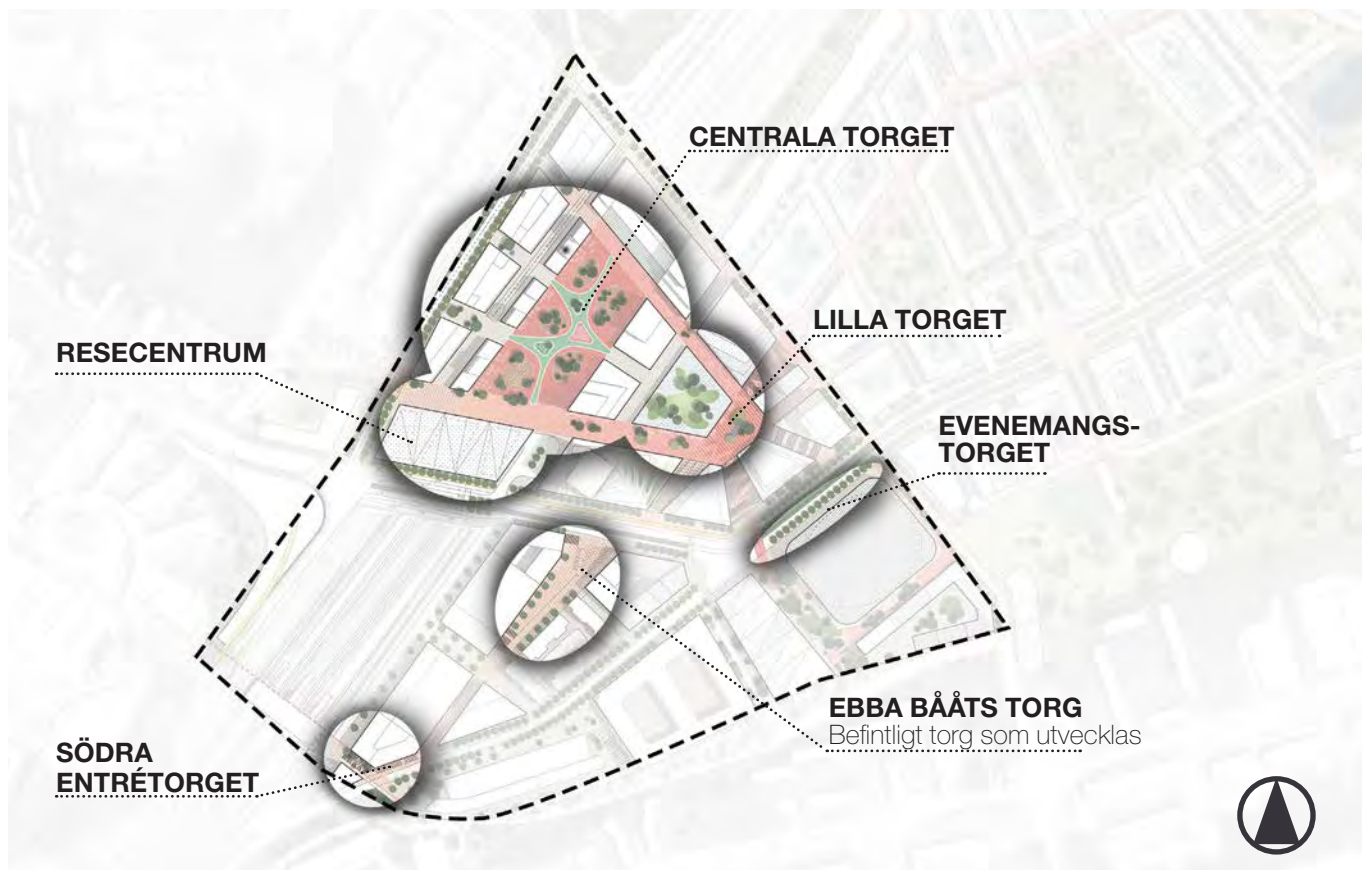 CENTRALA TORGET
LILLA TORGET
RESECENTRUM
EVENEMANGS-
TORGET
EBBA BÅÅTS TORG
Befintligt torg som utvecklas
SÖDRA
ENTRÉTORGET